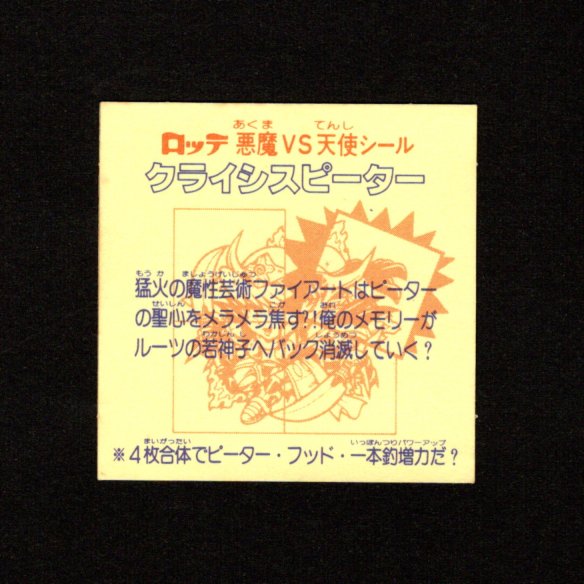 あくま てんし
ロッテ 悪魔VS天使シール
クライシスピーター
もうか ましょうげいじゅつ
猛火の魔性芸術ファイアートはピーター
せいしん こが おれ
の聖心をメラメラ焦す?!俺のメモリーが
わかしんし しょうめつ
ルーツの若神子へバック消滅していく?
まいがったい いっぽんづりパワーアップ
※4枚合体でピーター・フッド・一本釣増力だ?